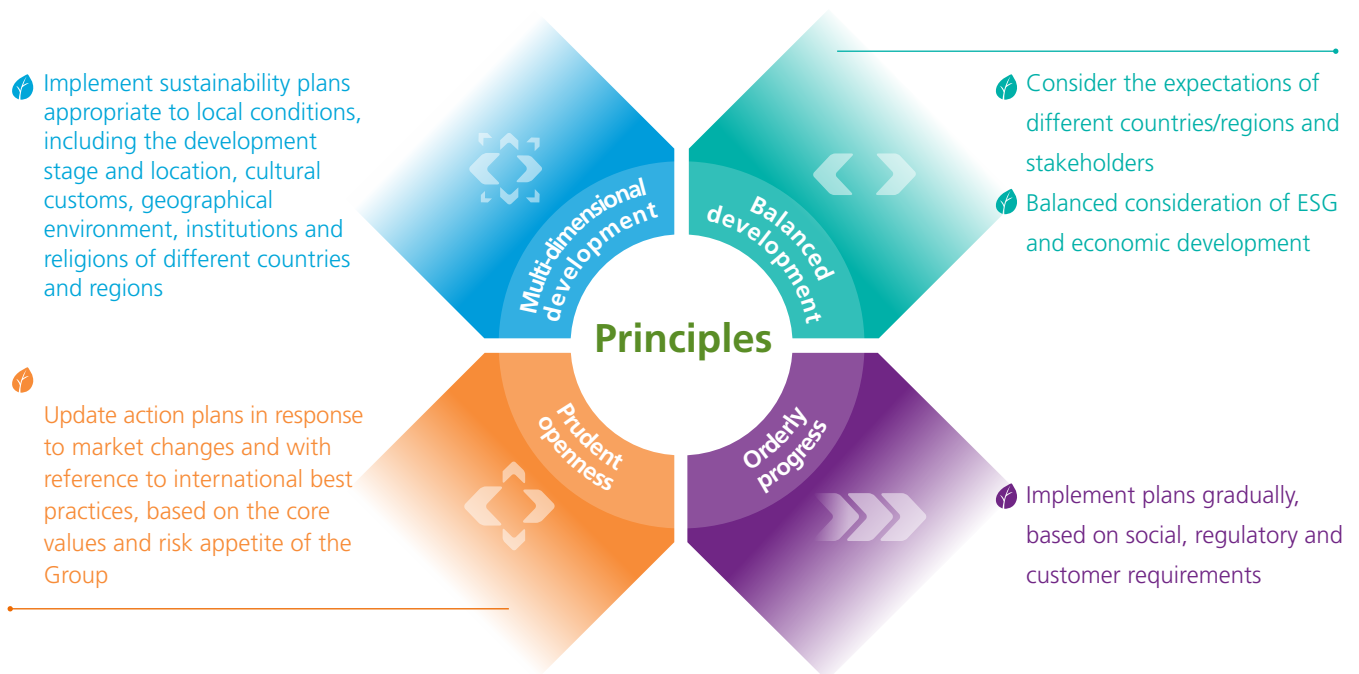 Implement sustainability plans
appropriate to local conditions,
including the development
stage and location, cultural
customs, geographical
environment, institutions and
religions of different countries
and regions
Multi-dimensional
development
Balanced
development
Consider the expectations of
different countries/regions and
stakeholders
Balanced consideration of ESG
and economic development
Principles
Update action plans in response
to market changes and with
reference to international best
practices, based on the core
values and risk appetite of the
Group
Prudent
openness
Orderly
progress
Implement plans gradually,
based on social, regulatory and
customer requirements